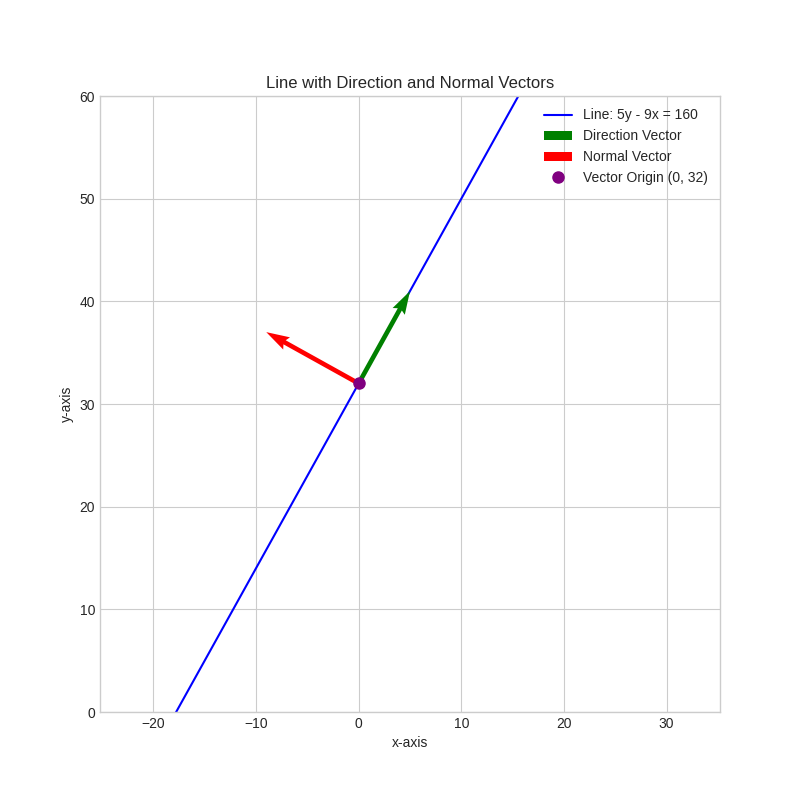 Line with Direction and Normal Vectors
Line: 5y - 9x = 160
Direction Vector
Normal Vector
Vector Origin (0, 32)
60
50
40
30
20
10
0
y-axis
−20
−10
0
10
20
30
x-axis